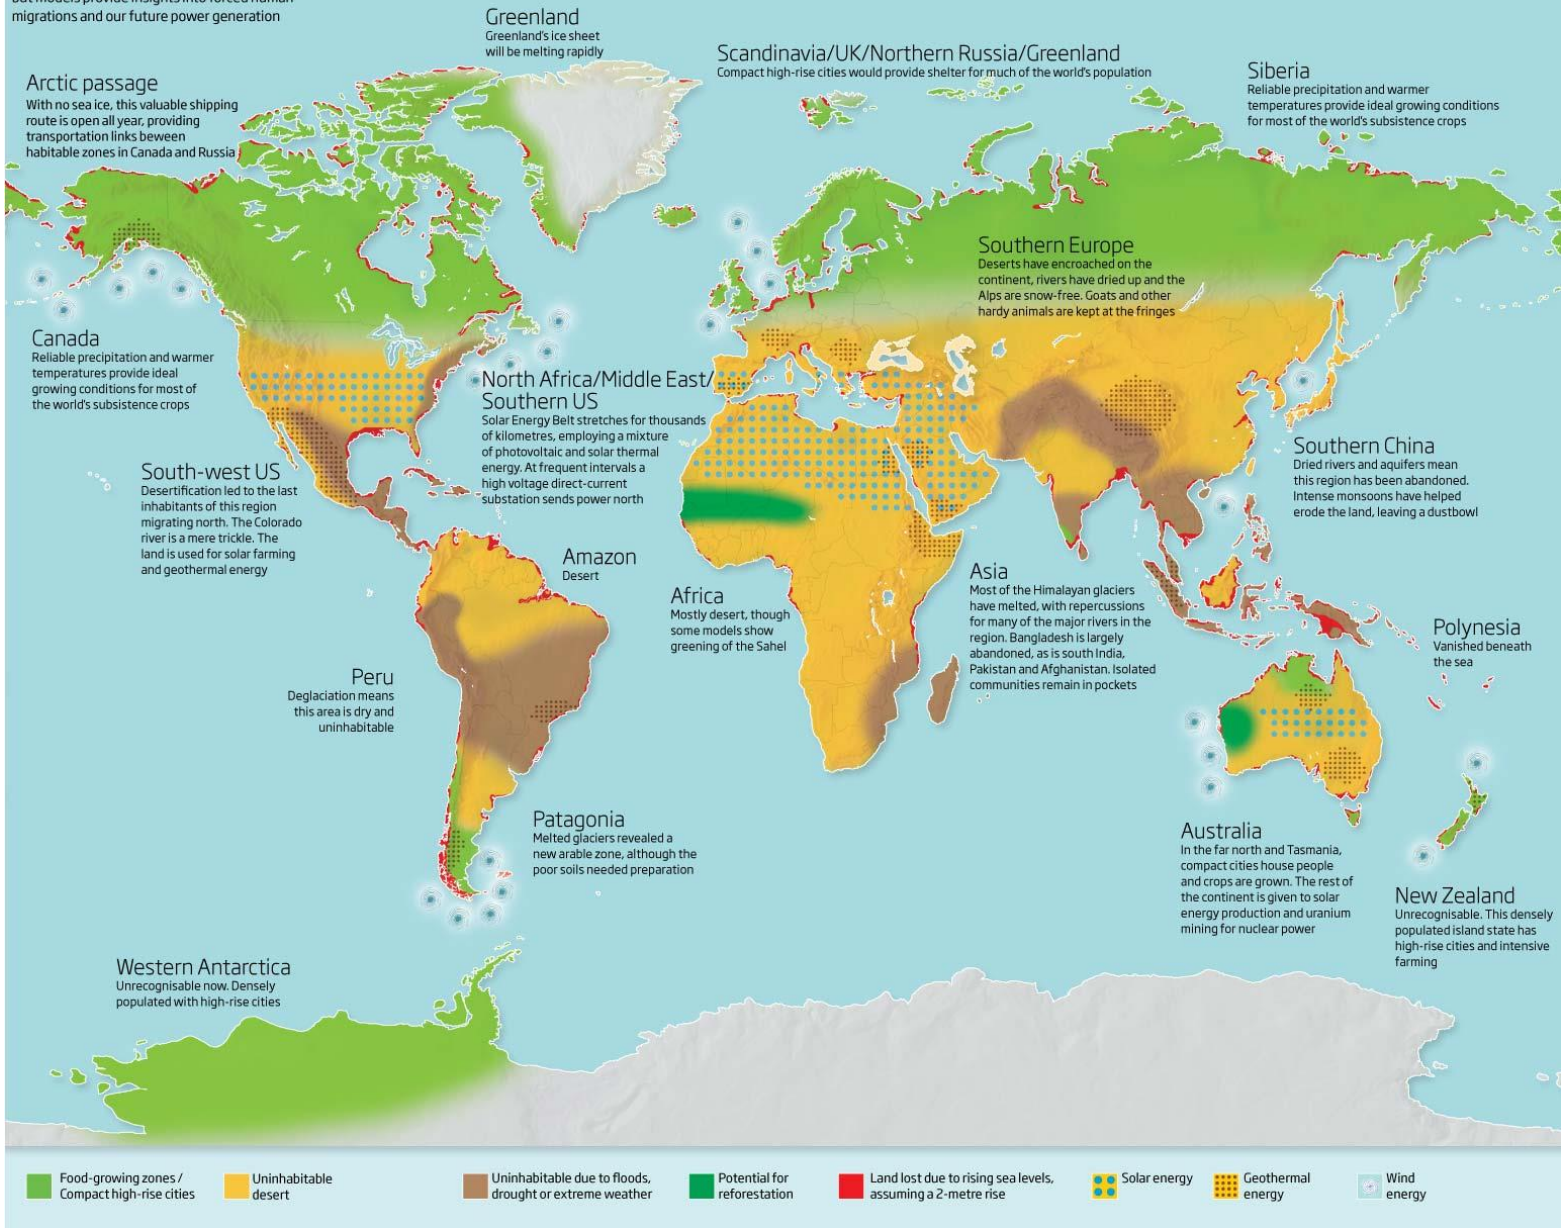 but models provide insights into forced human
migrations and our future power generation
Greenland
Greenland's ice sheet
will be melting rapidly
Scandinavia/UK/Northern Russia/Greenland
Compact high-rise cities would provide shelter for much of the world's population
Siberia
Reliable precipitation and warmer
temperatures provide ideal growing conditions
for most of the world's subsistence crops
Arctic passage
With no sea ice, this valuable shipping
route is open all year, providing
transportation links beween
habitable zones in Canada and Russia
Southern Europe
Deserts have encroached on the
continent, rivers have dried up and the
Alps are snow-free. Goats and other
hardy animals are kept at the fringes
Canada
Reliable precipitation and warmer
temperatures provide ideal
growing conditions for most of
the world's subsistence crops
North Africa/Middle East/
Southern US
Solar Energy Belt stretches for thousands
of kilometres, employing a mixture
of photovoltaic and solar thermal
energy. At frequent intervals a
high voltage direct-current
substation sends power north
South-west US
Desertification led to the last
inhabitants of this region
migrating north. The Colorado
river is a mere trickle. The
land is used for solar farming
and geothermal energy
Southern China
Dried rivers and aquifers mean
this region has been abandoned.
Intense monsoons have helped
erode the land, leaving a dustbowl
Amazon
Desert
Africa
Mostly desert, though
some models show
greening of the Sahel
Asia
Most of the Himalayan glaciers
have melted, with repercussions
for many of the major rivers in the
region. Bangladesh is largely
abandoned, as is south India,
Pakistan and Afghanistan. Isolated
communities remain in pockets
Polynesia
Vanished beneath
the sea
Peru
Deglaciation means
this area is dry and
uninhabitable
Patagonia
Melted glaciers revealed a
new arable zone, although the
poor soils needed preparation
Australia
In the far north and Tasmania,
compact cities house people
and crops are grown. The rest of
the continent is given to solar
energy production and uranium
mining for nuclear power
New Zealand
Unrecognisable. This densely
populated island state has
high-rise cities and intensive
farming
Western Antarctica
Unrecognisable now. Densely
populated with high-rise cities
Food-growing zones /
Compact high-rise cities
Uninhabitable
desert
Uninhabitable due to floods,
drought or extreme weather
Potential for
reforestation
Land lost due to rising sea levels,
assuming a 2-metre rise
Solar energy
Geothermal
energy
Wind
energy